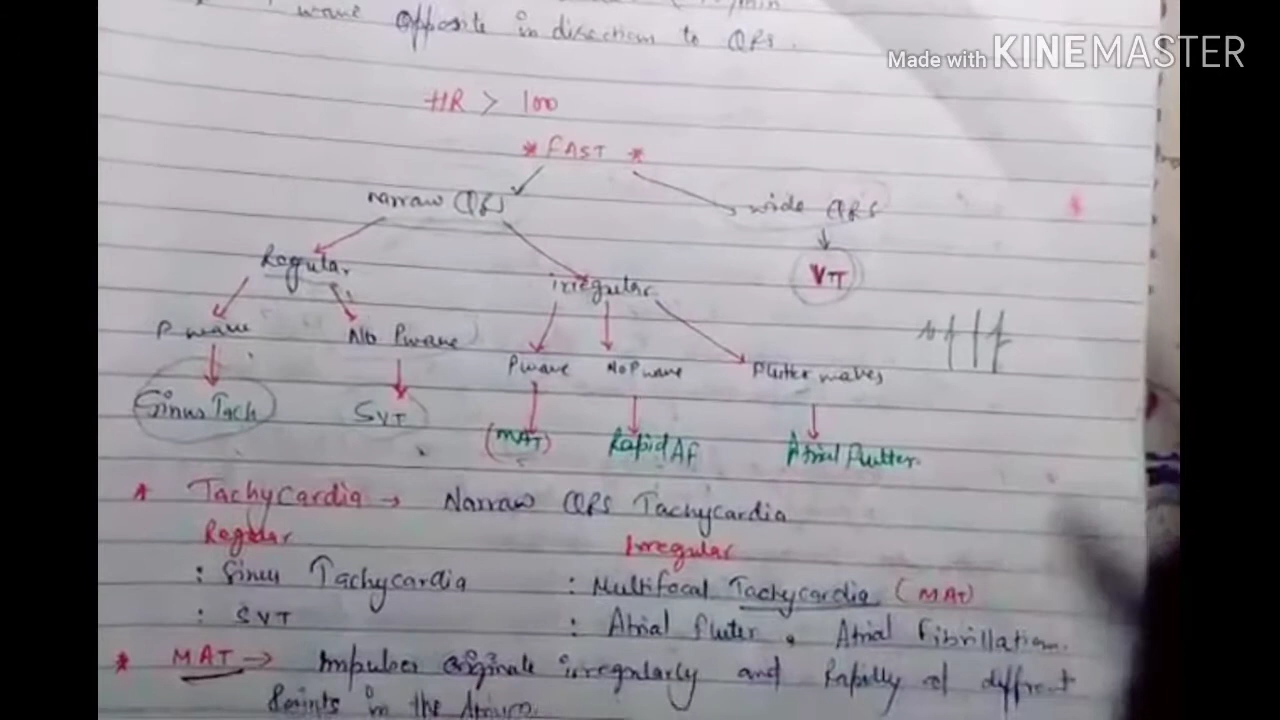 wave opposite in direction to QRS.
Made with KINEMASTER
HR > 100
* FAST *
narrow QRS
wide QRS
Regular
irregular
VT
P wave
No P wave
P wave
No P wave
Flutter waves
Sinus Tach
SVT
(MAT)
Rapid AF
Atrial Flutter.
* Tachycardia → Narrow QRS Tachycardia
Regular
Irregular
: Sinus Tachycardia
: Multifocal Tachycardia (MAT)
: SVT
: Atrial fluter , Atrial Fibrillation.
* MAT → Impulses originate irregularly and Rapidly at diffrent
Points in the Atrium.